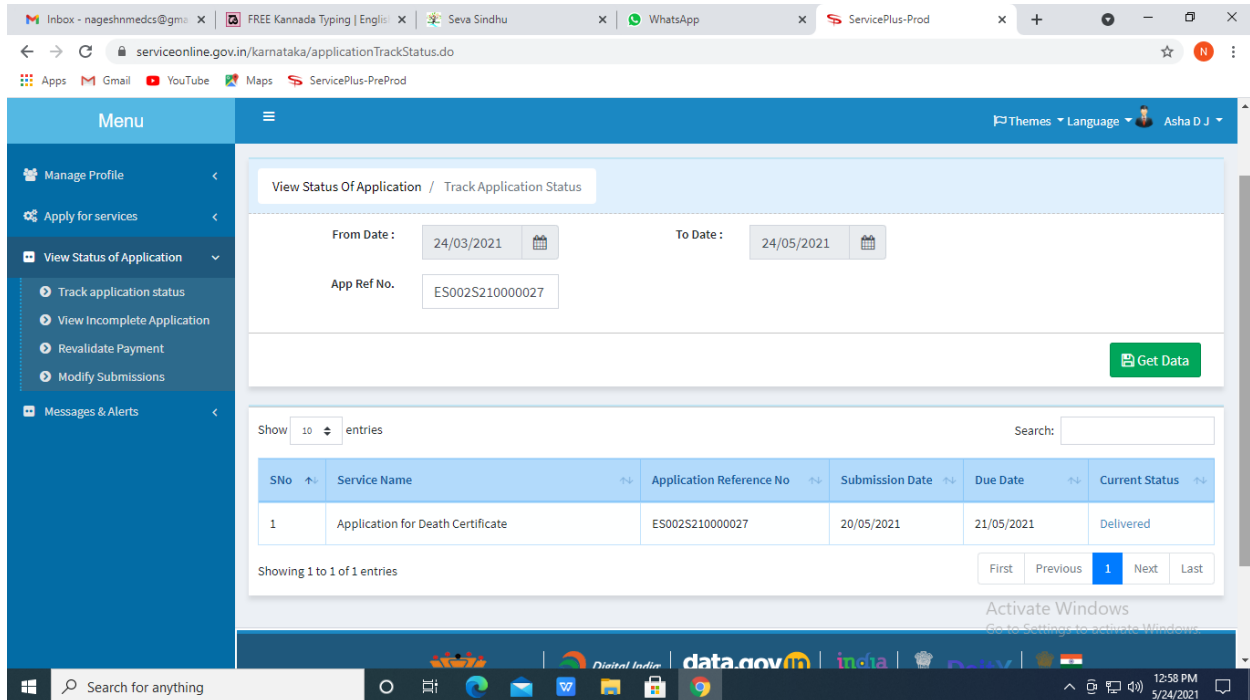 Inbox - nageshnmedcs@gma
FREE Kannada Typing | Englis
Seva Sindhu
WhatsApp
ServicePlus-Prod
serviceonline.gov.in/karnataka/applicationTrackStatus.do
N
Apps Gmail YouTube Maps ServicePlus-PreProd
Menu
Themes Language Asha D J
Manage Profile
Apply for services
View Status of Application
Track application status
View Incomplete Application
Revalidate Payment
Modify Submissions
Messages & Alerts
View Status Of Application / Track Application Status
From Date : 24/03/2021 To Date : 24/05/2021
App Ref No. ES002S210000027
Get Data
Show 10 entries Search:
SNo Service Name Application Reference No Submission Date Due Date Current Status
1 Application for Death Certificate ES002S210000027 20/05/2021 21/05/2021 Delivered
Showing 1 to 1 of 1 entries First Previous 1 Next Last
Activate Windows
Go to Settings to activate Windows.
Digital India data.gov in india
Search for anything
12:58 PM
5/24/2021